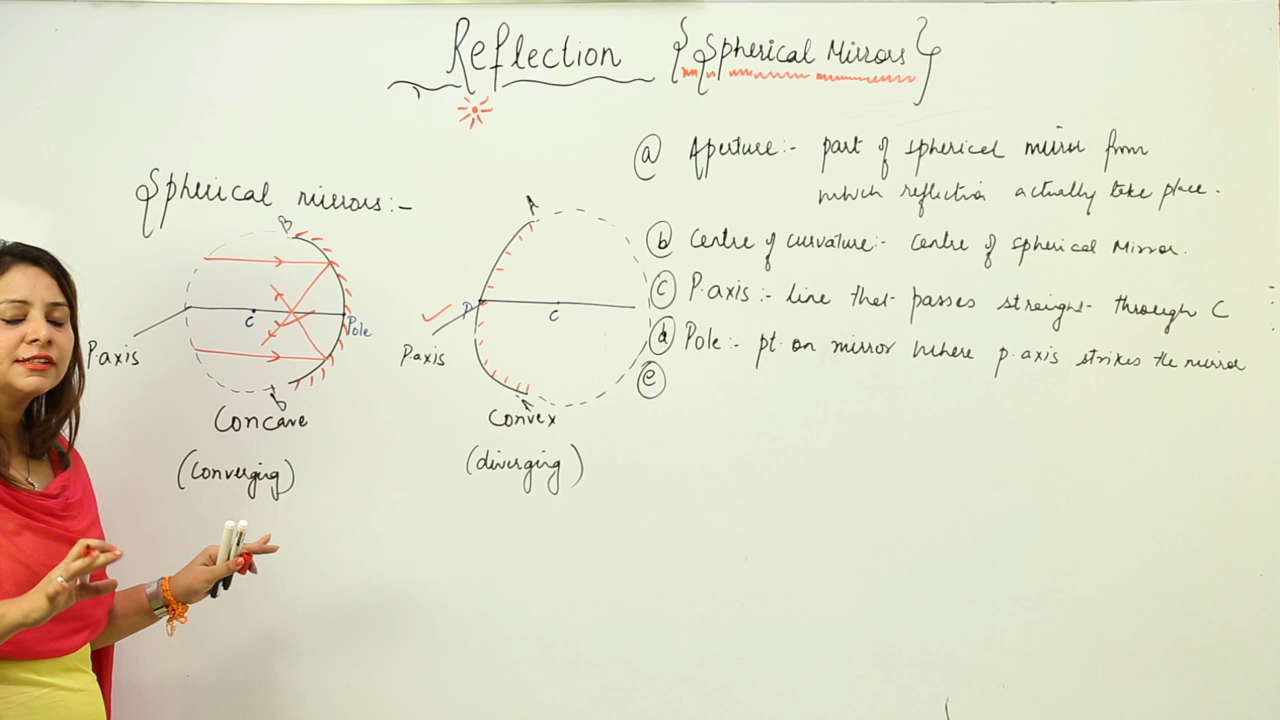 Reflection {Spherical Mirrors}
Spherical mirrors:-
B
C
Pole
P.axis
B
Concave
(converging)
A
P
C
P.axis
A
Convex
(diverging)
(a) Aperture:- part of spherical mirror from
which reflection actually take place.
(b) Centre of curvature:- centre of spherical Mirror.
(c) P.axis:- line that passes straight through C
(d) Pole:- pt. on mirror where p.axis strikes the mirror
(e)